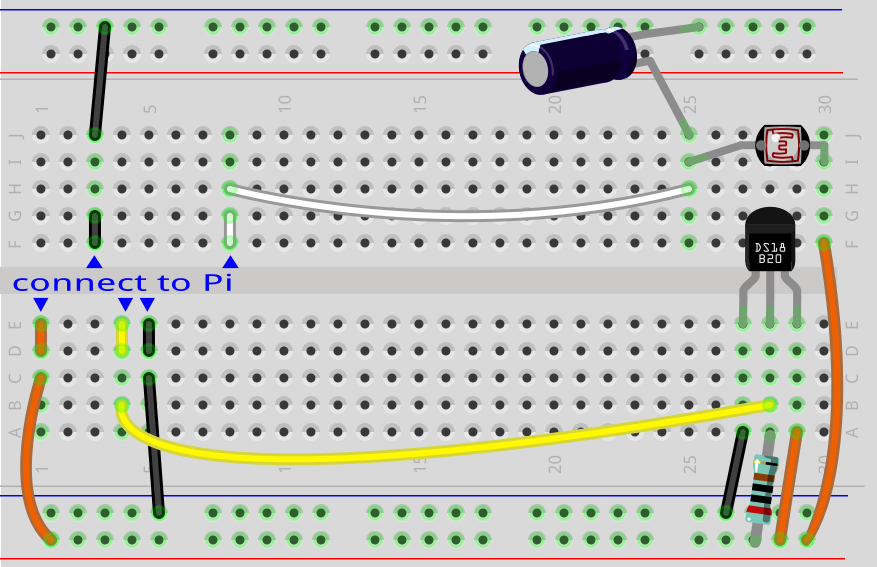 1 5 10 15 20 25 30
J J
I I
H H
G G
F F
DS18
B20
connect to Pi
E E
D D
C C
B B
A A
1 5 10 15 20 25 30